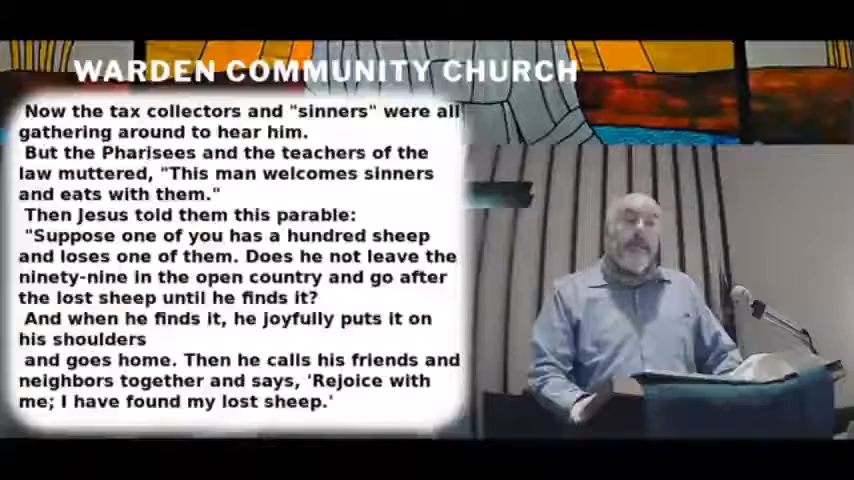 WARDEN COMMUNITY CHURCH
Now the tax collectors and "sinners" were all
gathering around to hear him.
But the Pharisees and the teachers of the
law muttered, "This man welcomes sinners
and eats with them."
Then Jesus told them this parable:
"Suppose one of you has a hundred sheep
and loses one of them. Does he not leave the
ninety-nine in the open country and go after
the lost sheep until he finds it?
And when he finds it, he joyfully puts it on
his shoulders
and goes home. Then he calls his friends and
neighbors together and says, 'Rejoice with
me; I have found my lost sheep.'